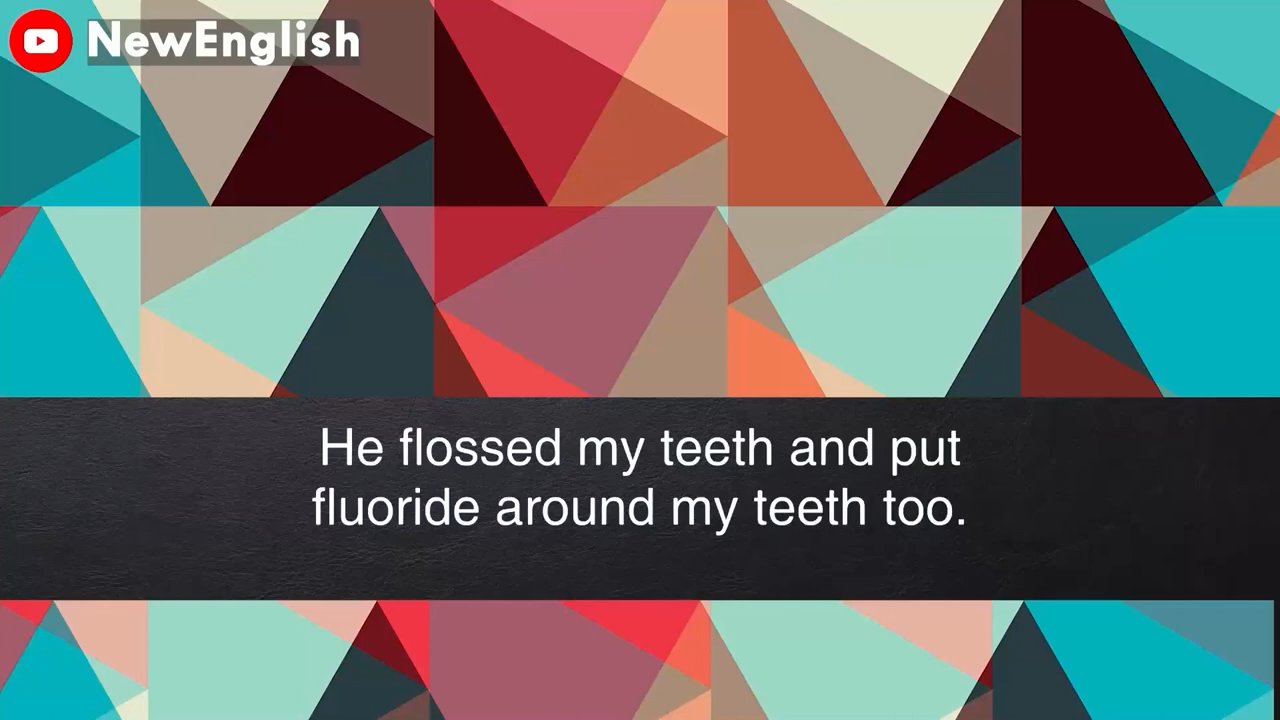 NewEnglish
He flossed my teeth and put
fluoride around my teeth too.